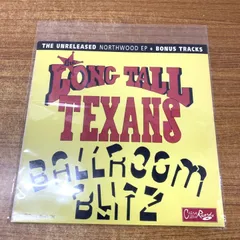 THE UNRELEASED NORTHWOOD EP + BONUS TRACKS
LONG TALL
TEXANS
BALLROOM
BLITZ